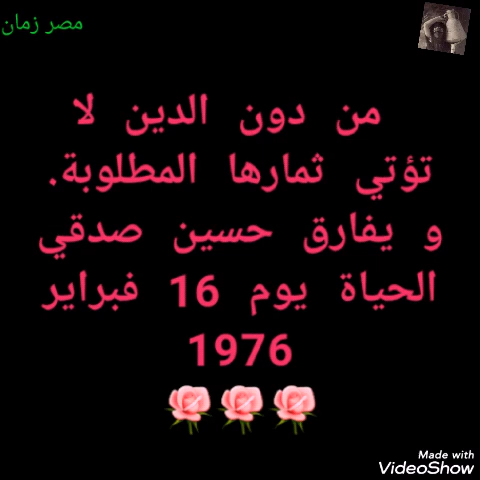 مصر زمان
من دون الدين لا
تؤتي ثمارها المطلوبة.
و يفارق حسين صدقي
الحياة يوم 16 فبراير
1976
Made with
VideoShow